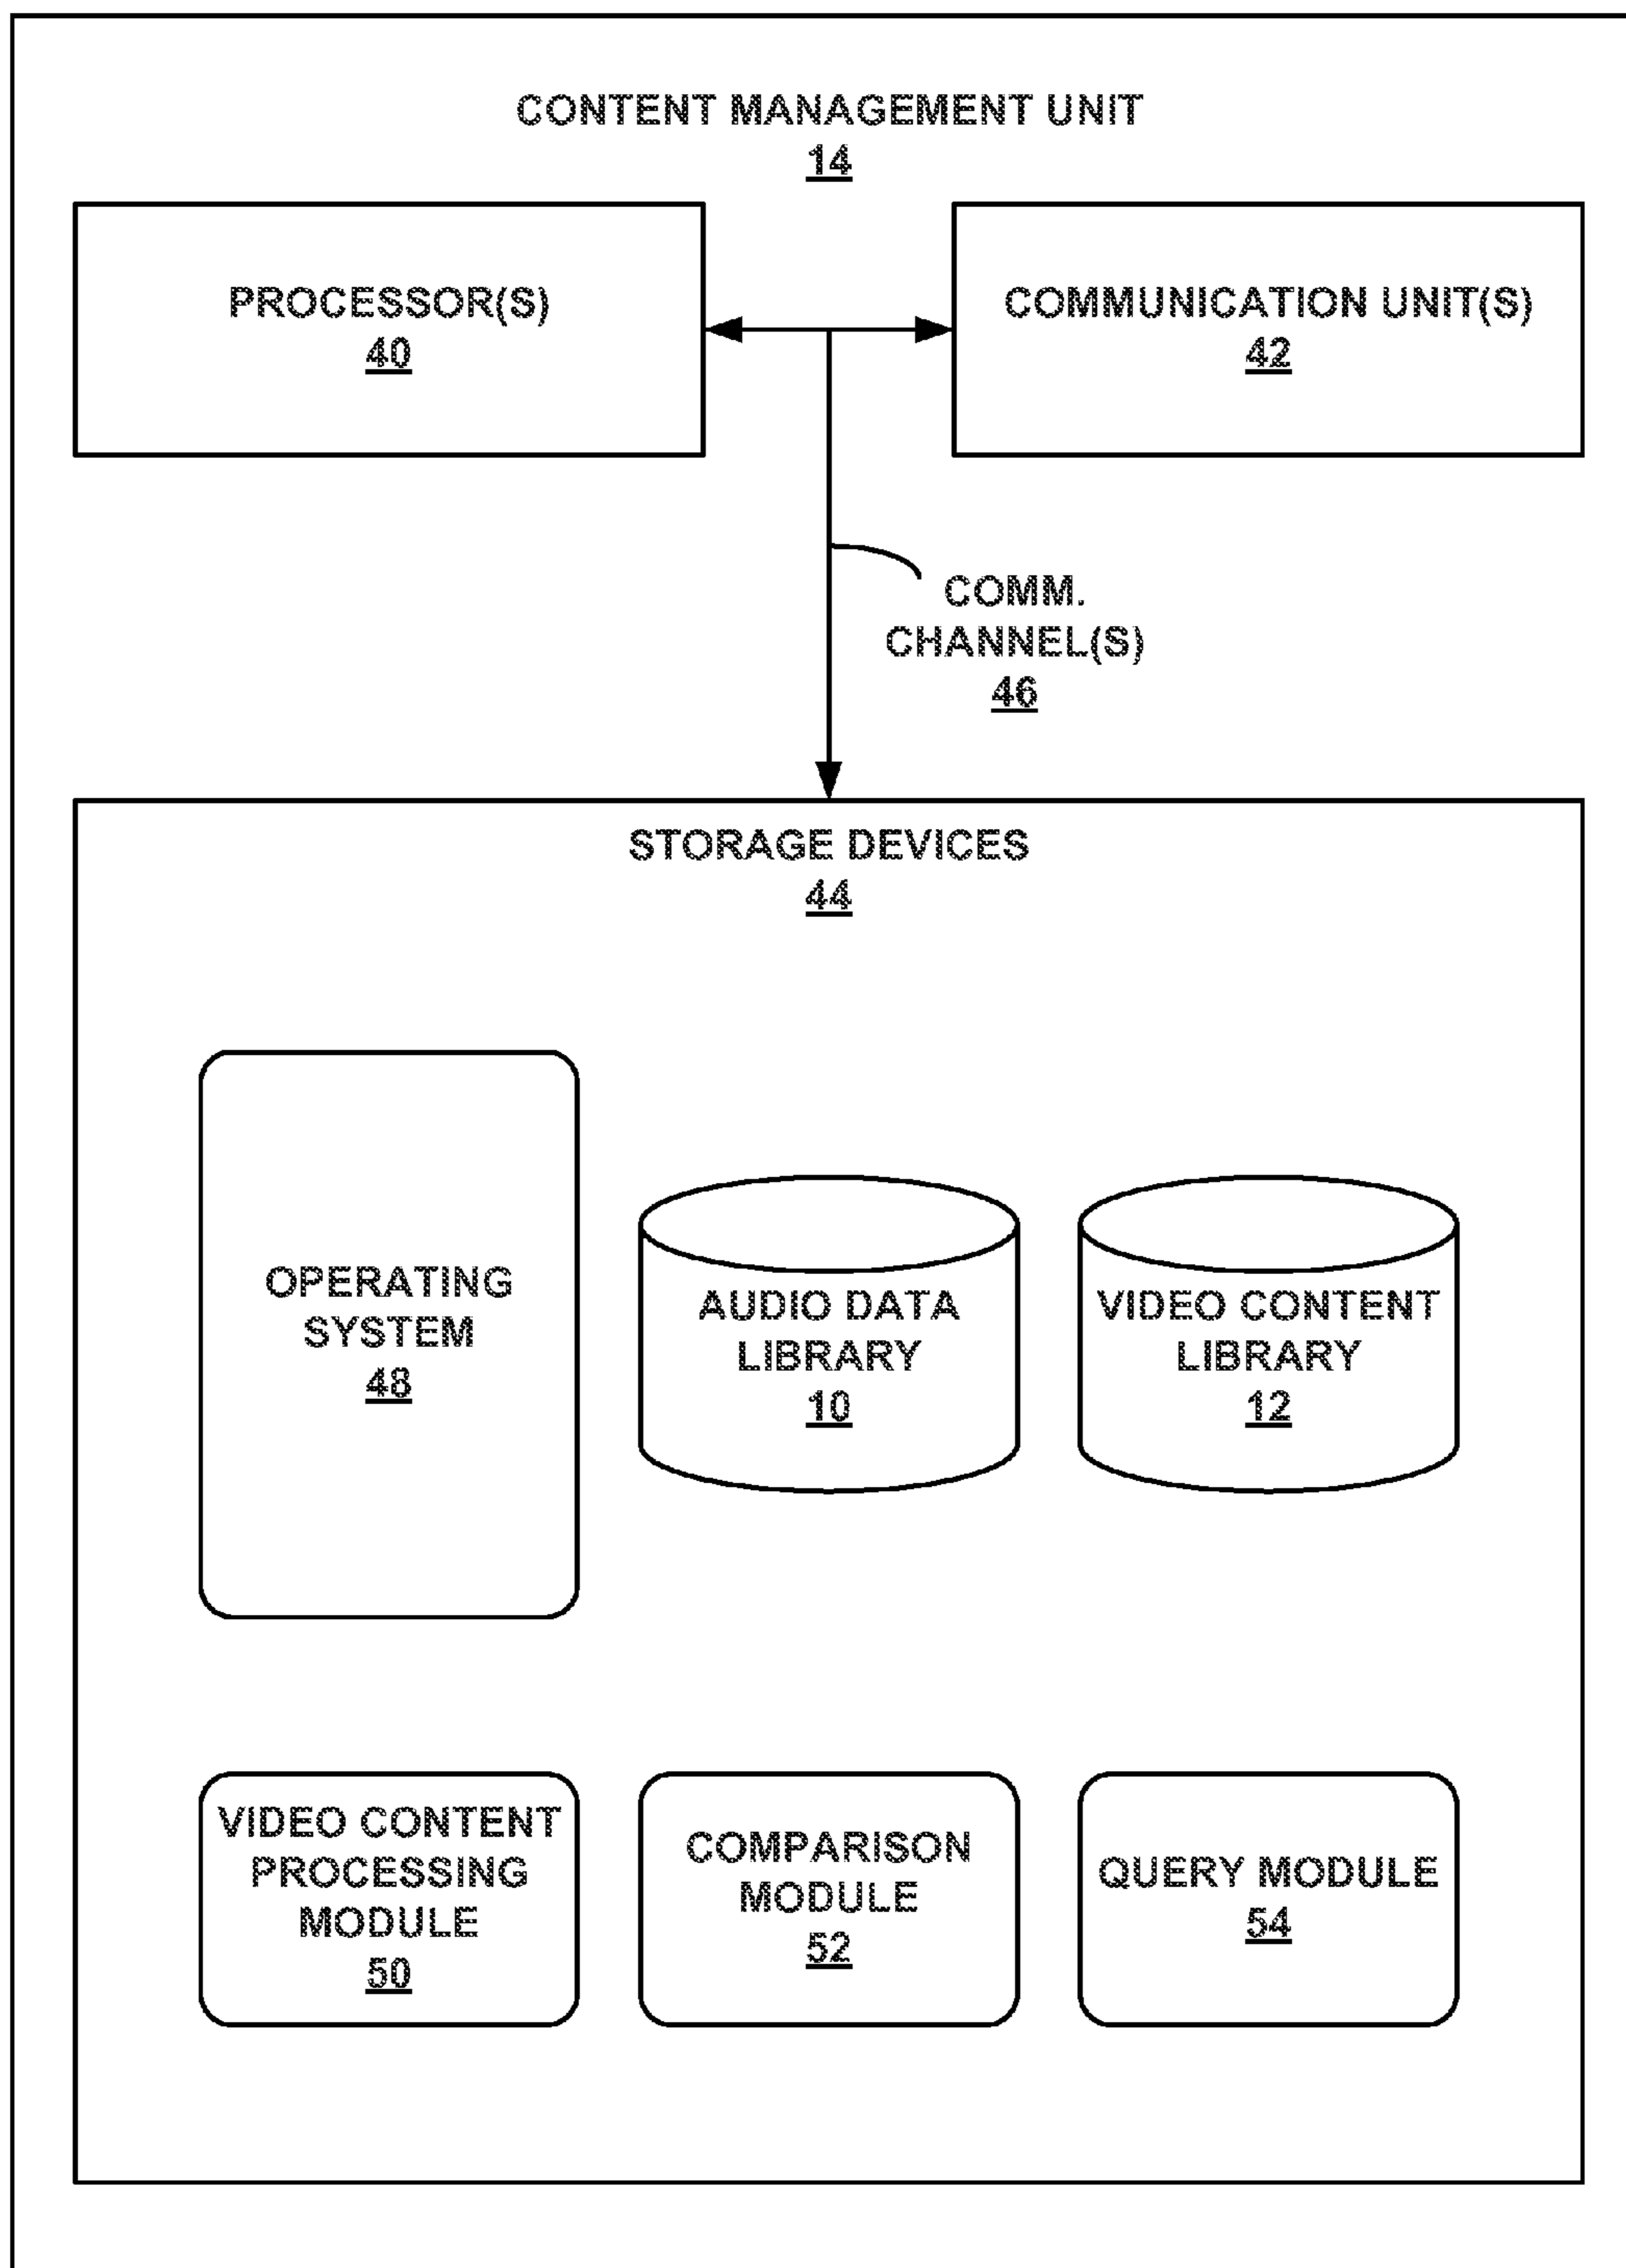 CONTENT MANAGEMENT UNIT
14
PROCESSOR(S)
40
COMMUNICATION UNIT(S)
42
COMM.
CHANNEL(S)
46
STORAGE DEVICES
44
OPERATING
SYSTEM
48
AUDIO DATA
LIBRARY
10
VIDEO CONTENT
LIBRARY
12
VIDEO CONTENT
PROCESSING
MODULE
50
COMPARISON
MODULE
52
QUERY MODULE
54